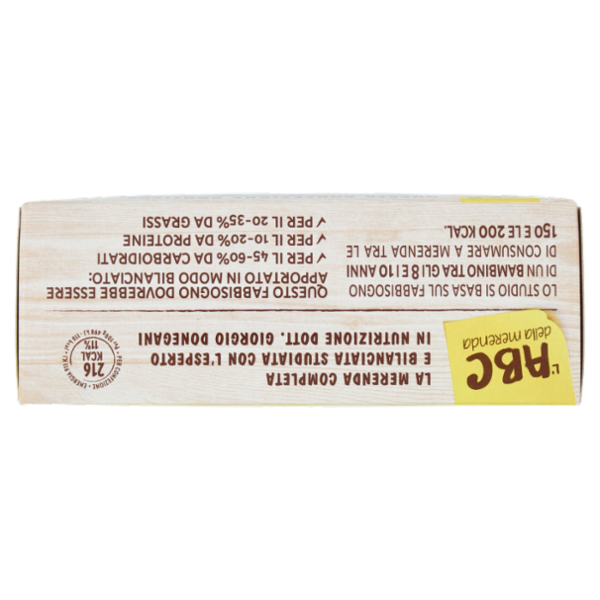 L'ABC
della merenda
LA MERENDA COMPLETA
E BILANCIATA STUDIATA CON L'ESPERTO
IN NUTRIZIONE DOTT. GIORGIO DONEGANI
216
KCAL
11%
PER CONFEZIONE • ENERGIA
LO STUDIO SI BASA SUL FABBISOGNO
DI UN BAMBINO TRA GLI 8 E I 10 ANNI
DI CONSUMARE A MERENDA TRA LE
150 E LE 200 KCAL.
QUESTO FABBISOGNO DOVREBBE ESSERE
APPORTATO IN MODO BILANCIATO:
✓ PER IL 45-60% DA CARBOIDRATI
✓ PER IL 10-20% DA PROTEINE
✓ PER IL 20-35% DA GRASSI